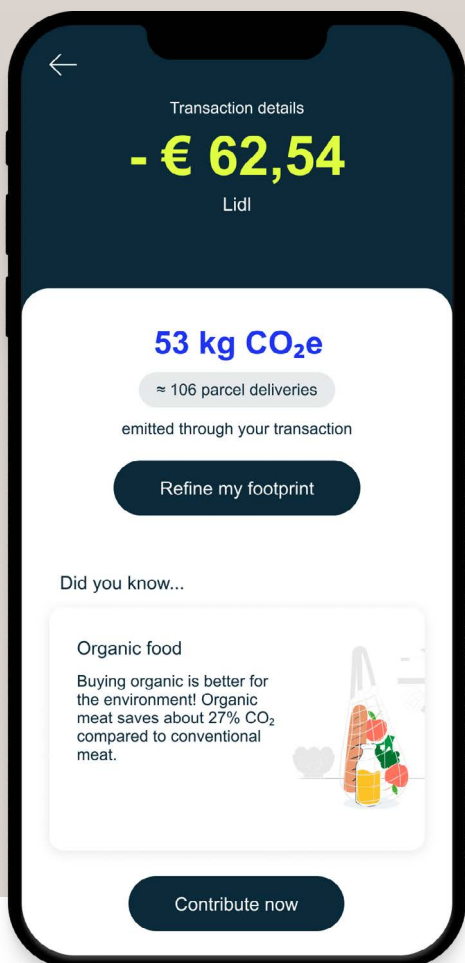 Transaction details
- € 62,54
Lidl
53 kg CO₂e
≈ 106 parcel deliveries
emitted through your transaction
Refine my footprint
Did you know...
Organic food
Buying organic is better for
the environment! Organic
meat saves about 27% CO₂
compared to conventional
meat.
Contribute now